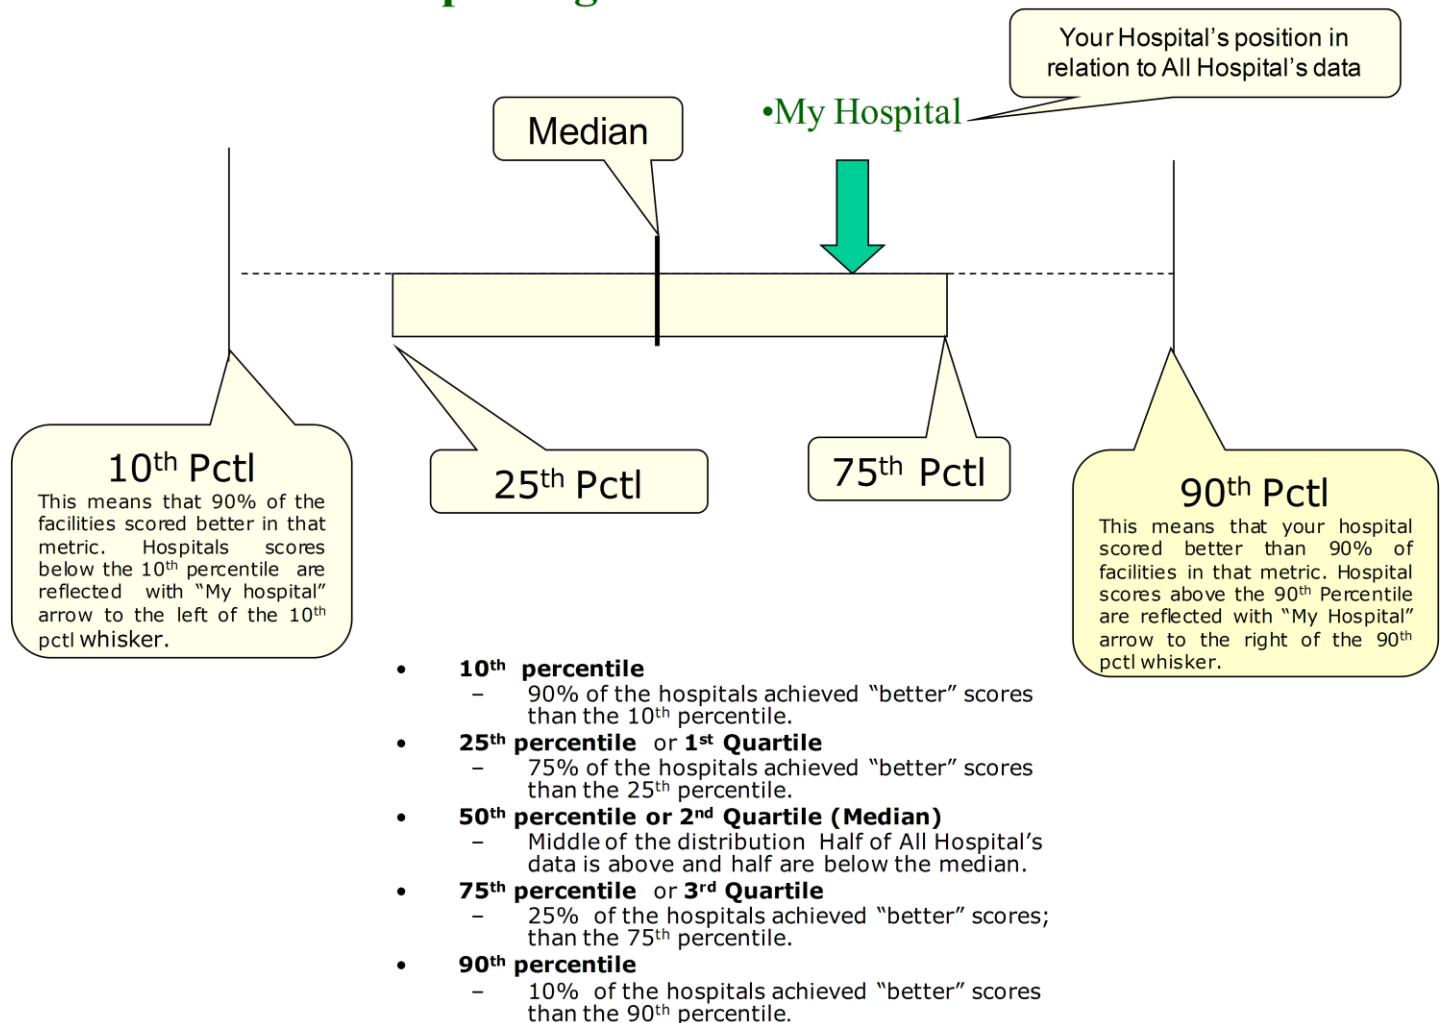 Your Hospital's position in
relation to All Hospital's data
•My Hospital
Median
10th Pctl
This means that 90% of the
facilities scored better in that
metric. Hospitals scores
below the 10th percentile are
reflected with “My hospital”
arrow to the left of the 10th
pctl whisker.
25th Pctl
75th Pctl
90th Pctl
This means that your hospital
scored better than 90% of
facilities in that metric. Hospital
scores above the 90th Percentile
are reflected with “My Hospital”
arrow to the right of the 90th
pctl whisker.
• 10th percentile
– 90% of the hospitals achieved “better” scores
than the 10th percentile.
• 25th percentile or 1st Quartile
– 75% of the hospitals achieved “better” scores
than the 25th percentile.
• 50th percentile or 2nd Quartile (Median)
– Middle of the distribution Half of All Hospital's
data is above and half are below the median.
• 75th percentile or 3rd Quartile
– 25% of the hospitals achieved “better” scores;
than the 75th percentile.
• 90th percentile
– 10% of the hospitals achieved “better” scores
than the 90th percentile.